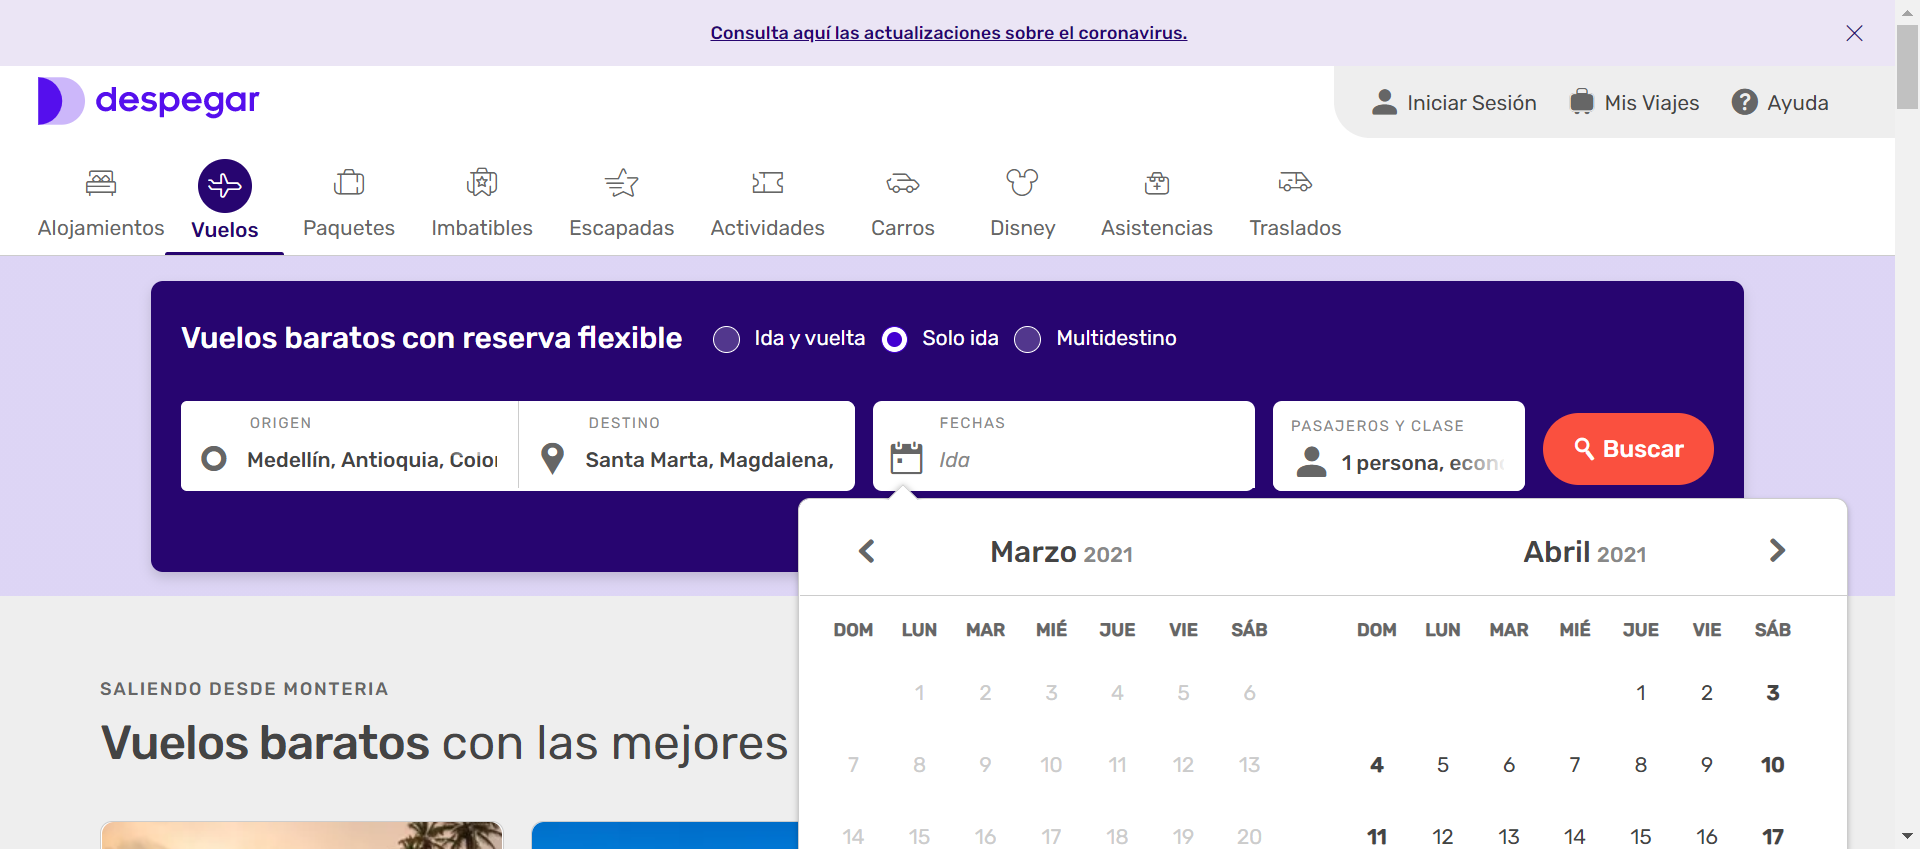 Consulta aquí las actualizaciones sobre el coronavirus.
despegar
Iniciar Sesión
Mis Viajes
? Ayuda
Alojamientos
Vuelos
Paquetes
Imbatibles
Escapadas
Actividades
Carros
Disney
Asistencias
Traslados
Vuelos baratos con reserva flexible
Ida y vuelta
Solo ida
Multidestino
ORIGEN
Medellín, Antioquia,
DESTINO
Santa Marta, Magdalena,
FECHAS
Ida
PASAJEROS Y CLASE
1 persona,
Buscar
Marzo 2021
DOM LUN MAR MIÉ JUE VIE SÁB
1 2 3 4 5 6
7 8 9 10 11 12 13
14 15 16 17 18 19 20
Abril 2021
DOM LUN MAR MIÉ JUE VIE SÁB
1 2 3
4 5 6 7 8 9 10
11 12 13 14 15 16 17
SALIENDO DESDE MONTERIA
Vuelos baratos con las mejores